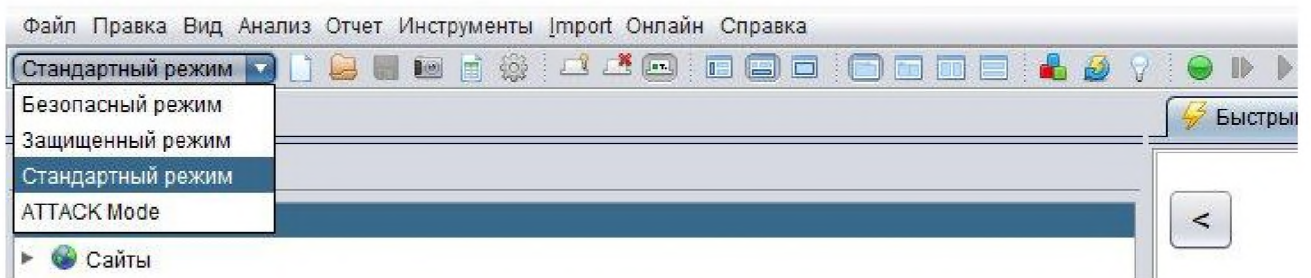 Файл Правка Вид Анализ Отчет Инструменты Import Онлайн Справка
Стандартный режим
Безопасный режим
Защищенный режим
Стандартный режим
ATTACK Mode
Сайты
<